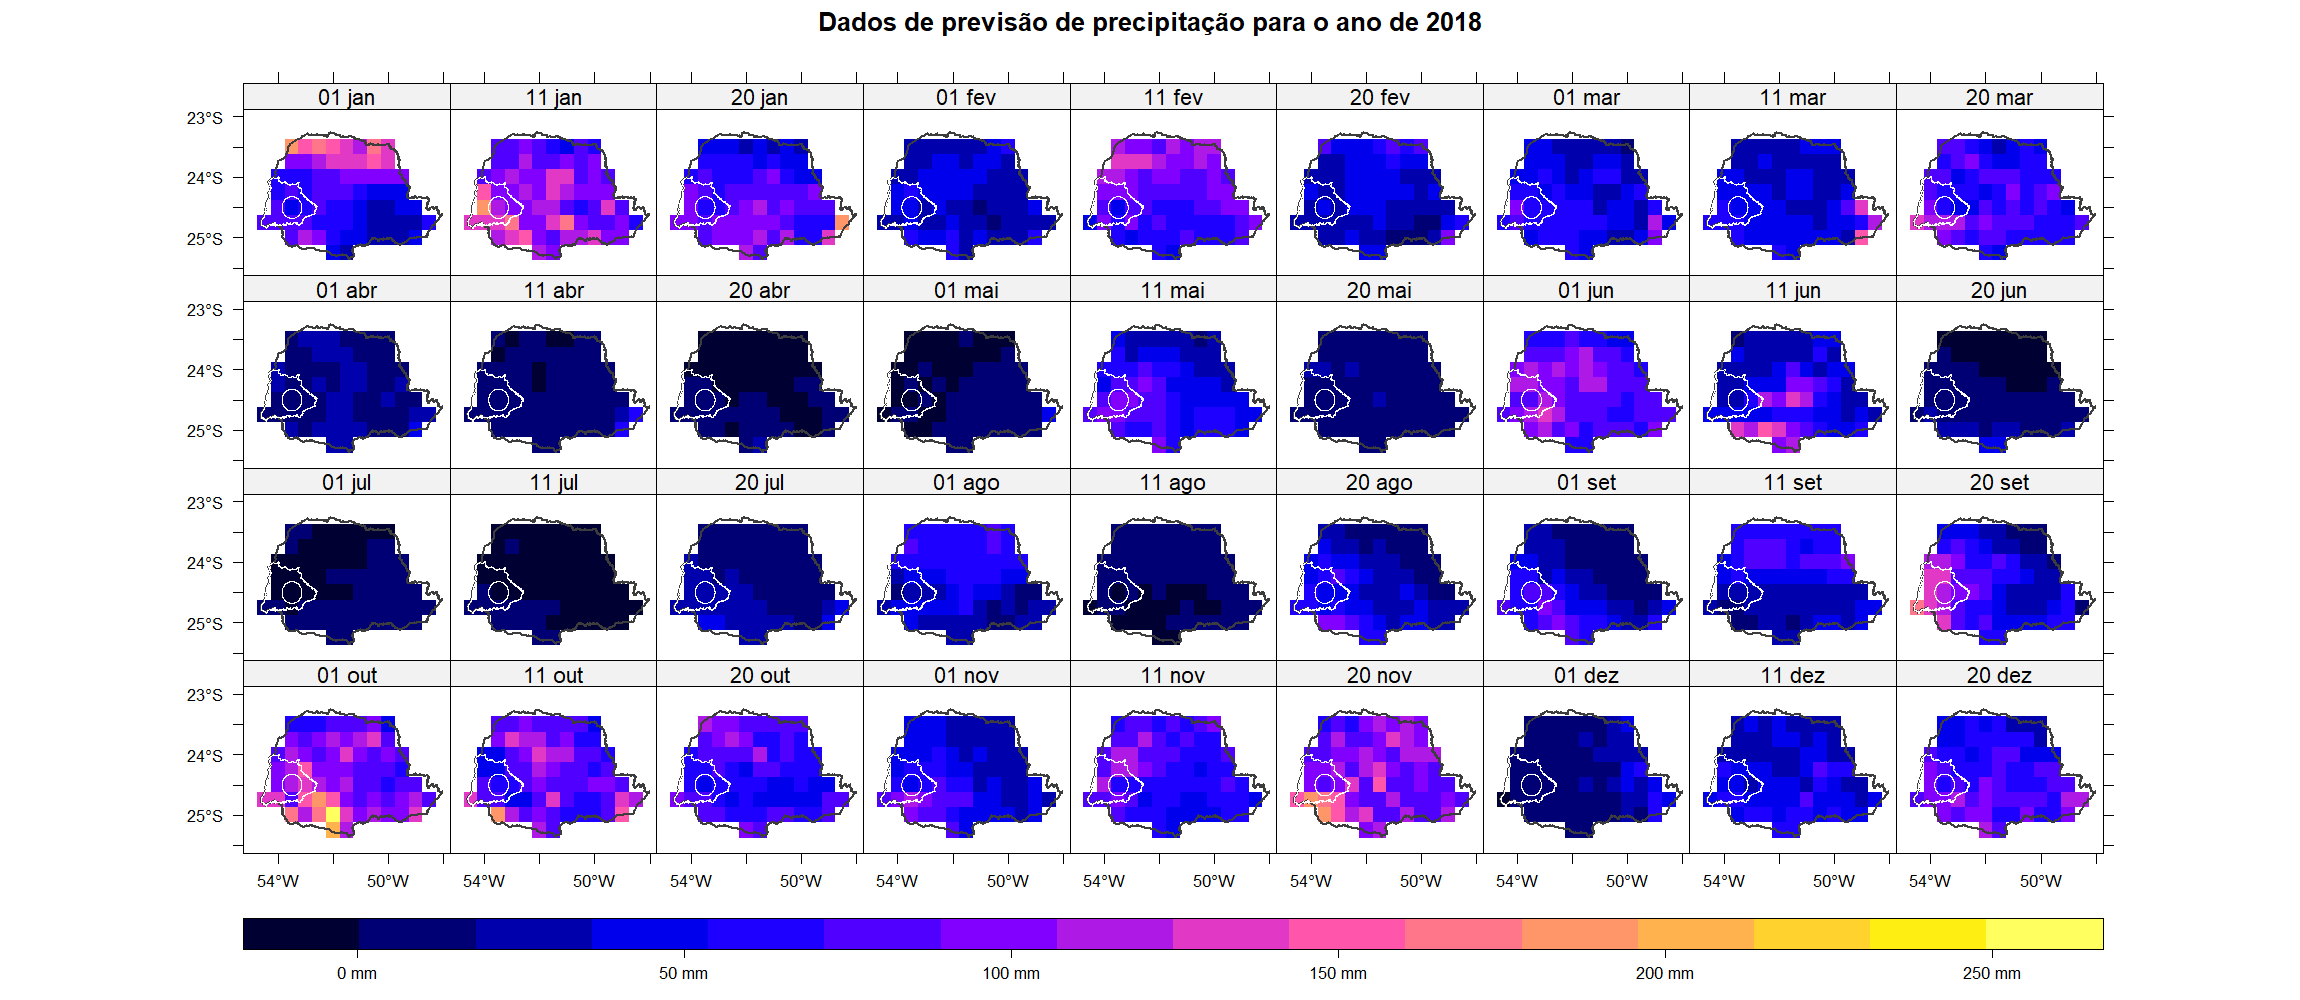 Dados de previsão de precipitação para o ano de 2018
01 jan 11 jan 20 jan 01 fev 11 fev 20 fev 01 mar 11 mar 20 mar
23°S
24°S
25°S
01 abr 11 abr 20 abr 01 mai 11 mai 20 mai 01 jun 11 jun 20 jun
23°S
24°S
25°S
01 jul 11 jul 20 jul 01 ago 11 ago 20 ago 01 set 11 set 20 set
23°S
24°S
25°S
01 out 11 out 20 out 01 nov 11 nov 20 nov 01 dez 11 dez 20 dez
23°S
24°S
25°S
54°W 50°W 54°W 50°W 54°W 50°W 54°W 50°W 54°W 50°W 54°W 50°W 54°W 50°W 54°W 50°W 54°W 50°W
0 mm 50 mm 100 mm 150 mm 200 mm 250 mm